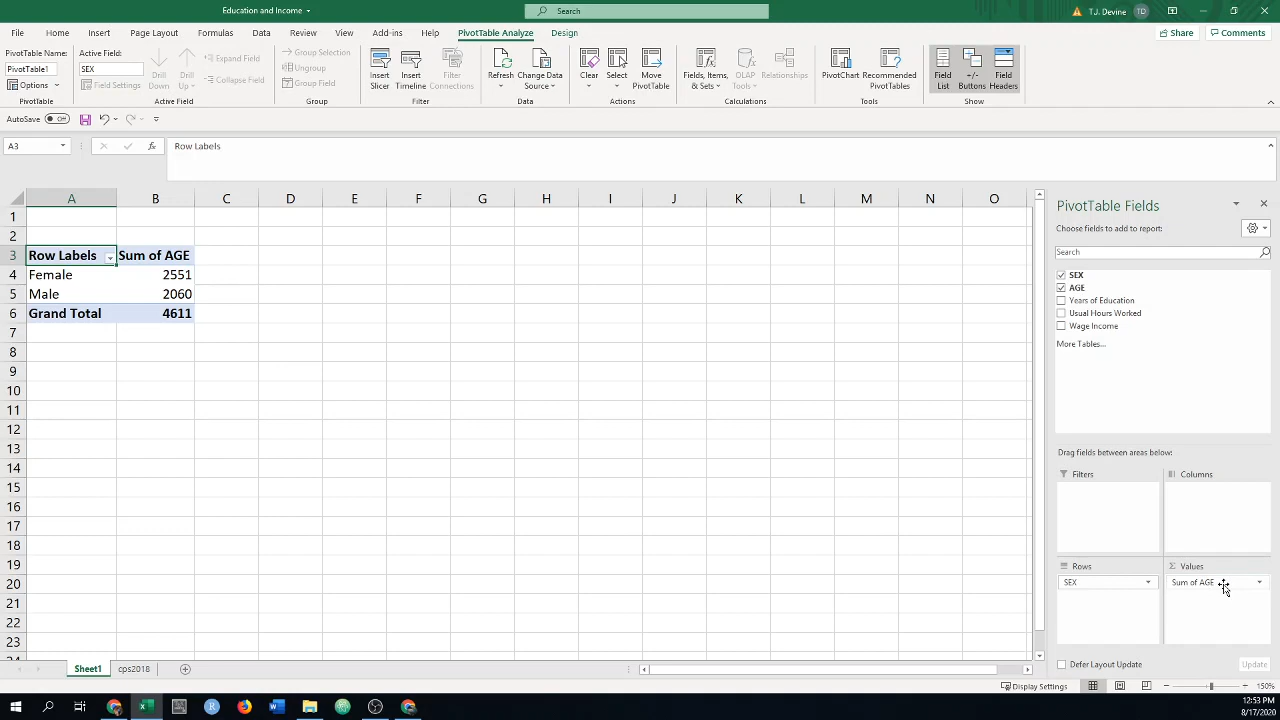 Education and Income
Search
T.J. Devine
TD
File
Home
Insert
Page Layout
Formulas
Data
Review
View
Add-ins
Help
PivotTable Analyze
Design
Share
Comments
PivotTable Name:
PivotTable1
Options
PivotTable
Active Field:
SEX
Field Settings
Drill Down
Drill Up
Expand Field
Collapse Field
Active Field
Group Selection
Ungroup
Group Field
Group
Insert Slicer
Insert Timeline
Filter Connections
Filter
Refresh
Change Data Source
Data
Clear
Select
Move PivotTable
Actions
Fields, Items, & Sets
OLAP Tools
Relationships
Calculations
PivotChart
Recommended PivotTables
Tools
Field List
+/- Buttons
Field Headers
Show
AutoSave Off
A3
fx
Row Labels
A B C D E F G H I J K L M N O
1
2
3 Row Labels Sum of AGE
4 Female 2551
5 Male 2060
6 Grand Total 4611
7
8
9
10
11
12
13
14
15
16
17
18
19
20
21
22
23
24
PivotTable Fields
Choose fields to add to report:
Search
SEX
AGE
Years of Education
Usual Hours Worked
Wage Income
More Tables...
Drag fields between areas below:
Filters
Columns
Rows
Σ Values
SEX
Sum of AGE
Defer Layout Update
Update
Sheet1
cps2018
Display Settings
150%
12:53 PM
8/17/2020